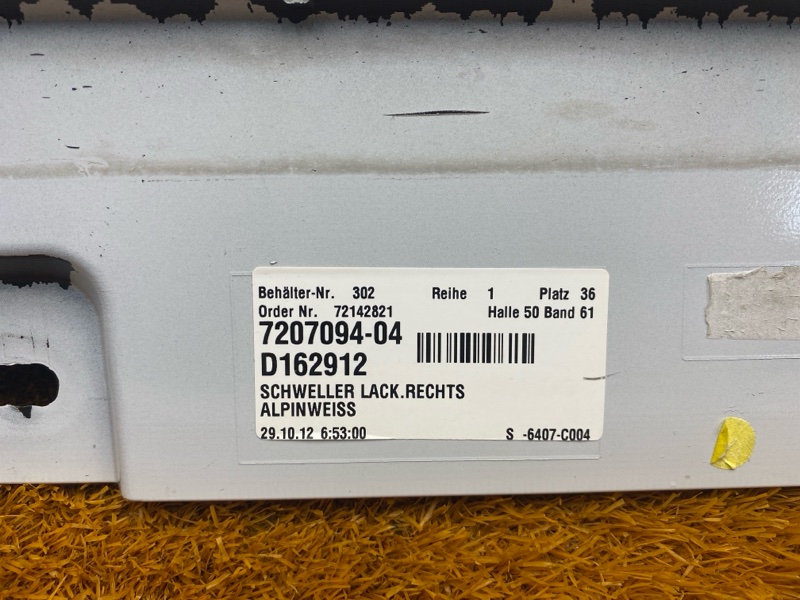 Behälter-Nr. 302 Reihe 1 Platz 36
Order Nr. 72142821 Halle 50 Band 61
7207094-04
D162912
SCHWELLER LACK.RECHTS
ALPINWEISS
29.10.12 6:53:00 S -6407-C004